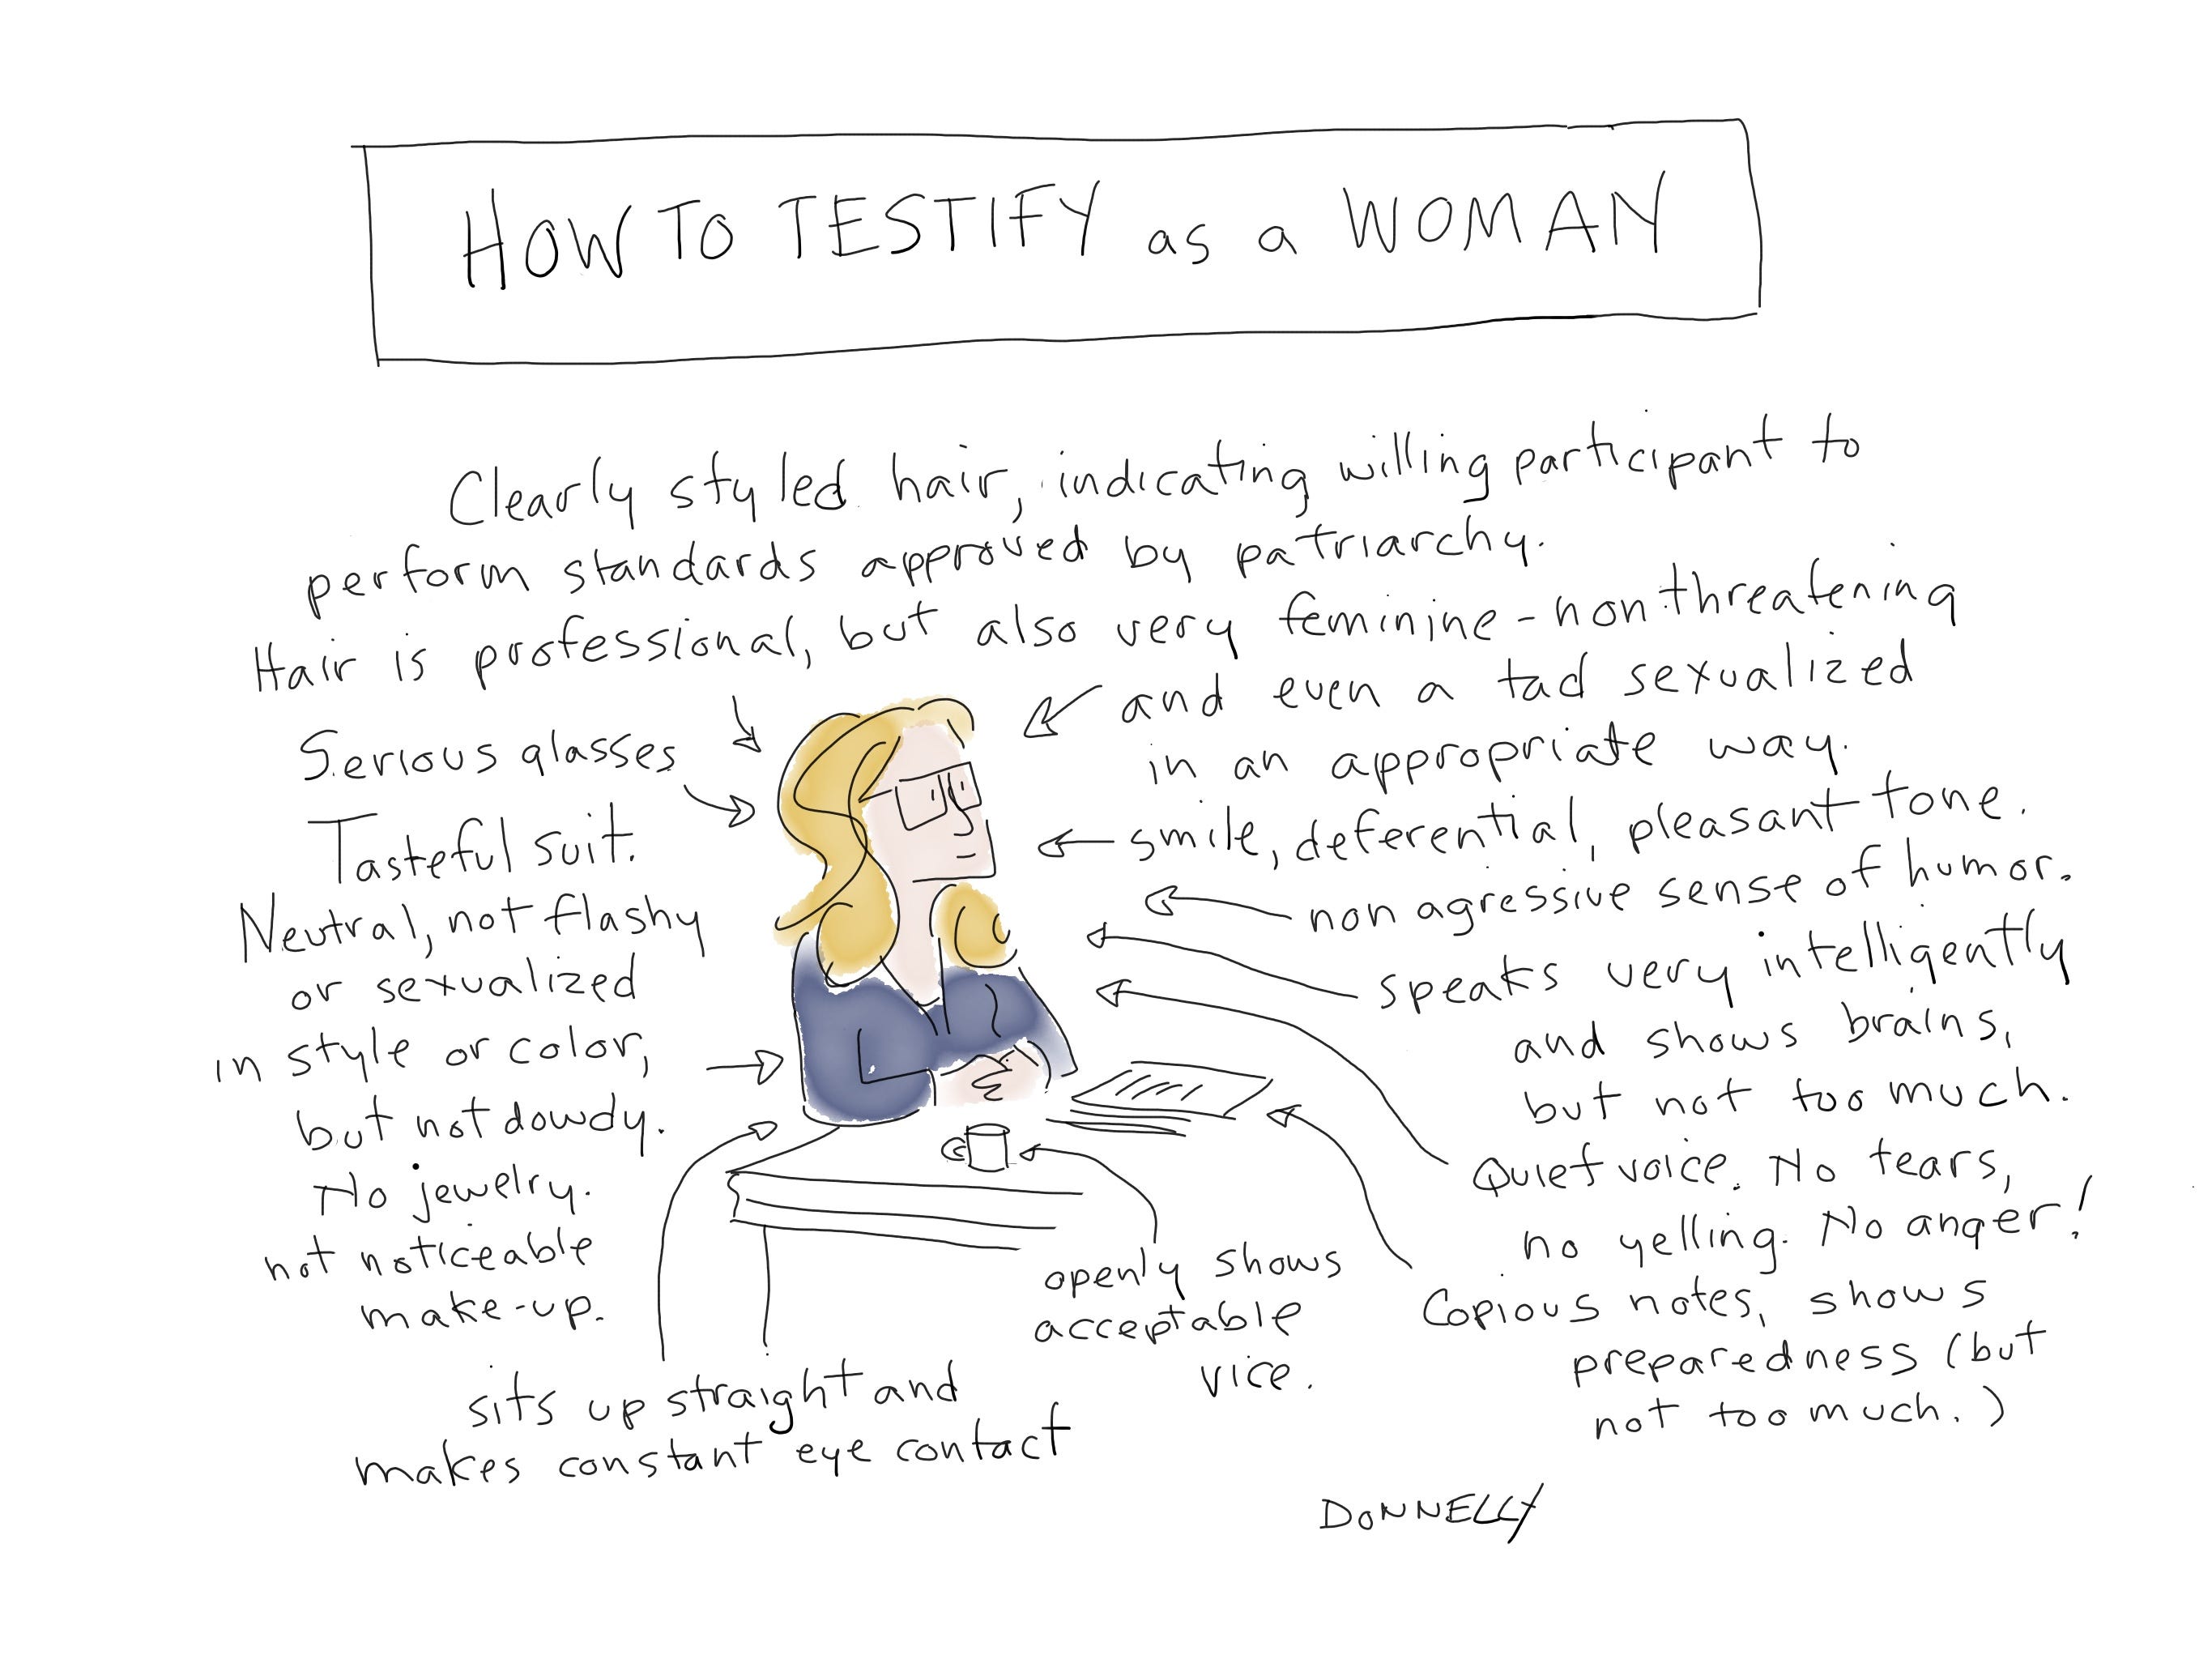 HOW TO TESTIFY as a WOMAN
Clearly styled hair, indicating willing participant to
perform standards approved by patriarchy.
Hair is professional, but also very feminine - nonthreatening
and even a tad sexualized
in an appropriate way.
Serious glasses
Tasteful suit.
Neutral, not flashy
or sexualized
in style or color,
but not dowdy.
No jewelry.
not noticeable
make-up.
sits up straight and
makes constant eye contact
smile, deferential, pleasant tone.
non agressive sense of humor.
speaks very intelligently
and shows brains,
but not too much.
Quiet voice. No tears,
no yelling. No anger!
Copious notes, shows
preparedness (but
not too much.)
openly shows
acceptable
vice.
DONNELLY